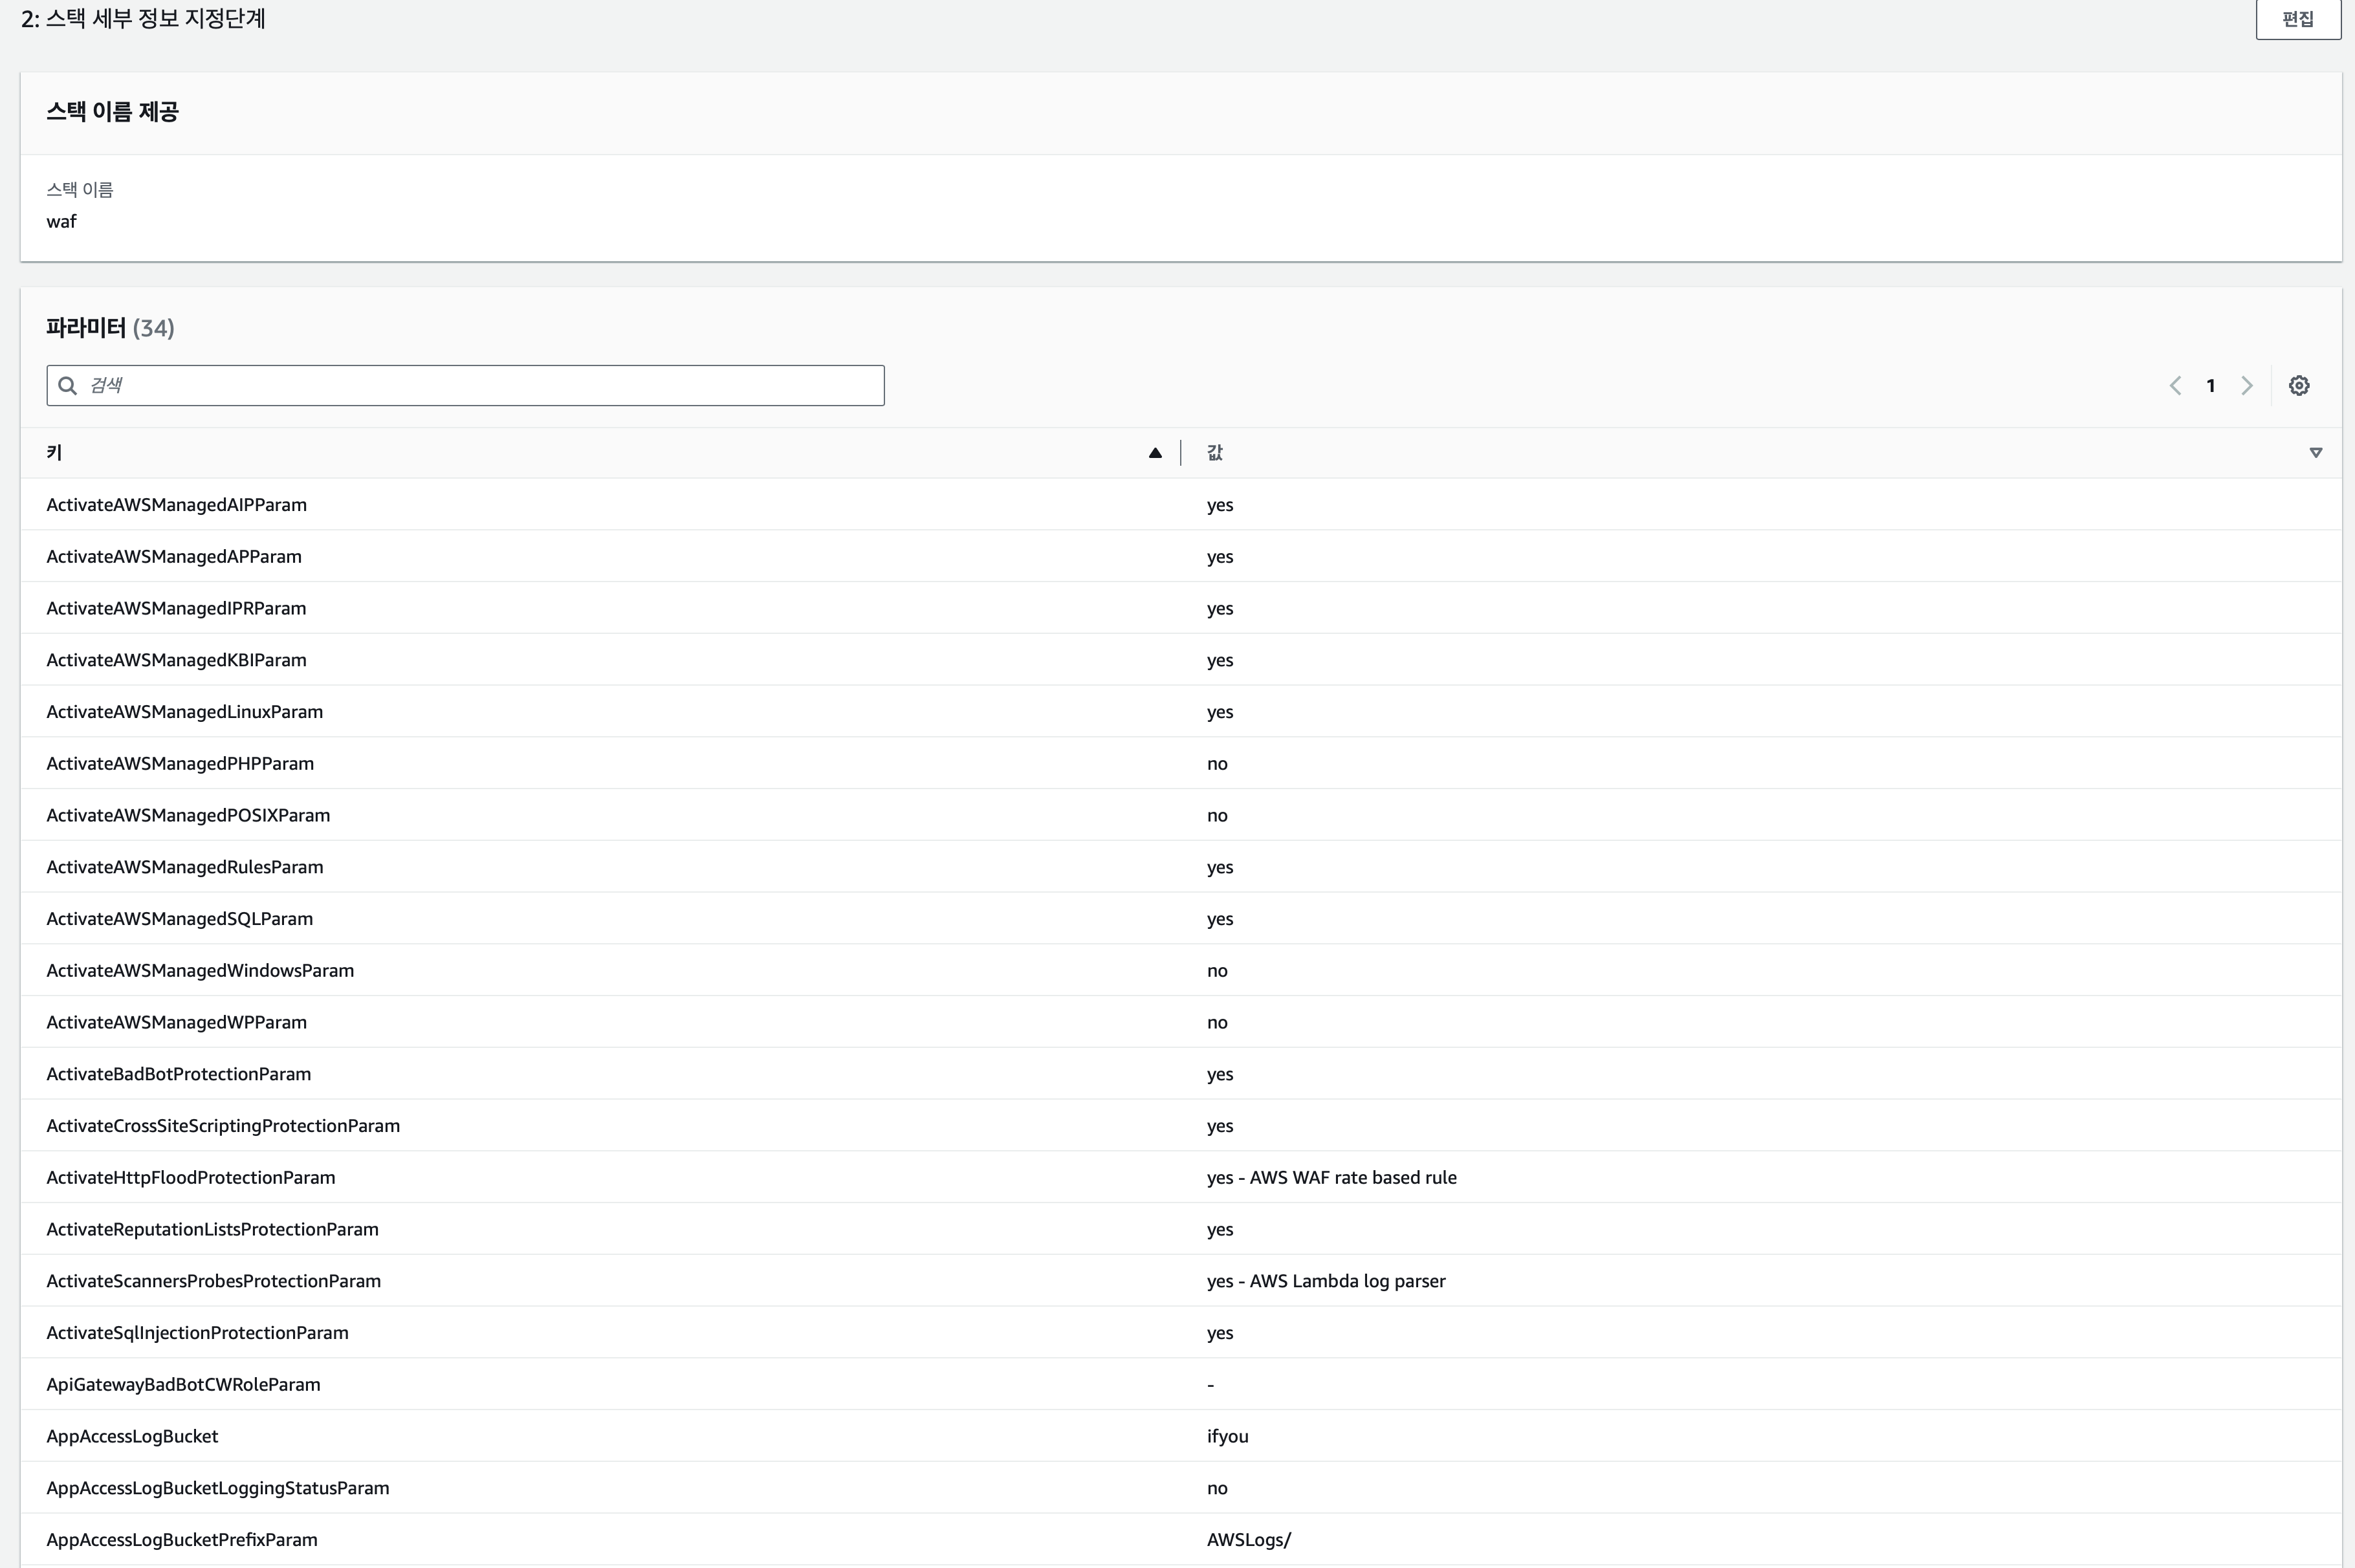 2: 스택 세부 정보 지정단계
편집
스택 이름 제공
스택 이름
waf
파라미터 (34)
검색
1
키 값
ActivateAWSManagedAIPParam yes
ActivateAWSManagedAPParam yes
ActivateAWSManagedIPRParam yes
ActivateAWSManagedKBIParam yes
ActivateAWSManagedLinuxParam yes
ActivateAWSManagedPHPParam no
ActivateAWSManagedPOSIXParam no
ActivateAWSManagedRulesParam yes
ActivateAWSManagedSQLParam yes
ActivateAWSManagedWindowsParam no
ActivateAWSManagedWPParam no
ActivateBadBotProtectionParam yes
ActivateCrossSiteScriptingProtectionParam yes
ActivateHttpFloodProtectionParam yes - AWS WAF rate based rule
ActivateReputationListsProtectionParam yes
ActivateScannersProbesProtectionParam yes - AWS Lambda log parser
ActivateSqlInjectionProtectionParam yes
ApiGatewayBadBotCWRoleParam -
AppAccessLogBucket ifyou
AppAccessLogBucketLoggingStatusParam no
AppAccessLogBucketPrefixParam AWSLogs/